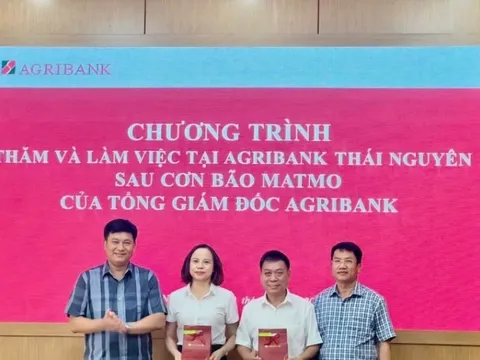 AGRIBANK
CHƯƠNG TRÌNH
THĂM VÀ LÀM VIỆC TẠI AGRIBANK THÁI NGUYÊN
SAU CƠN BÃO MATMO
CỦA TỔNG GIÁM ĐỐC AGRIBANK